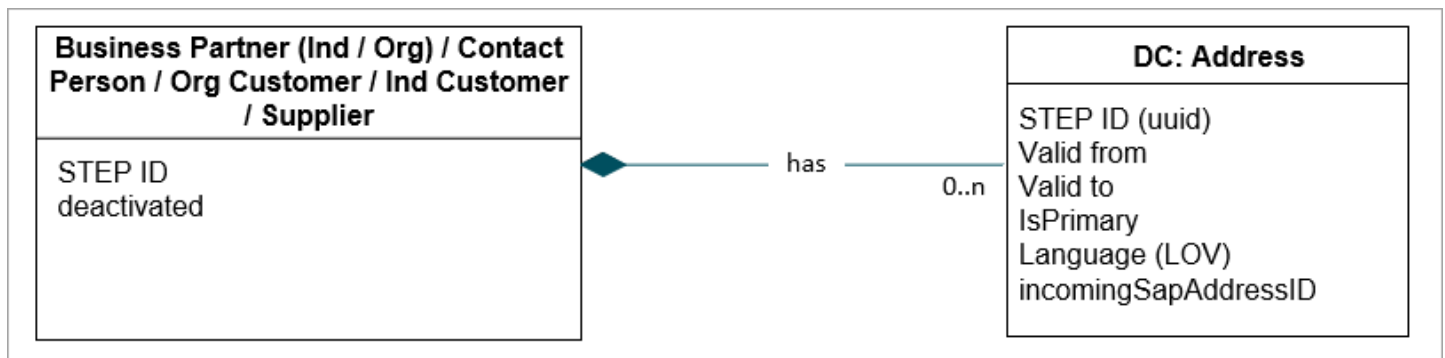 Business Partner (Ind / Org) / Contact
Person / Org Customer / Ind Customer
/ Supplier
STEP ID
deactivated
has
0..n
DC: Address
STEP ID (uuid)
Valid from
Valid to
IsPrimary
Language (LOV)
incomingSapAddressID